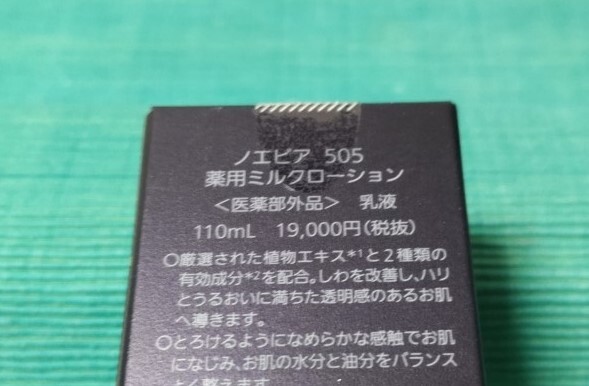 ノエビア 505
薬用ミルクローション
＜医薬部外品＞ 乳液
110mL 19,000円(税抜)
○厳選された植物エキス*1と2種類の
有効成分*2を配合。しわを改善し、ハリ
とうるおいに満ちた透明感のあるお肌
へ導きます。
○とろけるようになめらかな感触でお肌
になじみ、お肌の水分と油分をバランス
よく整えます。